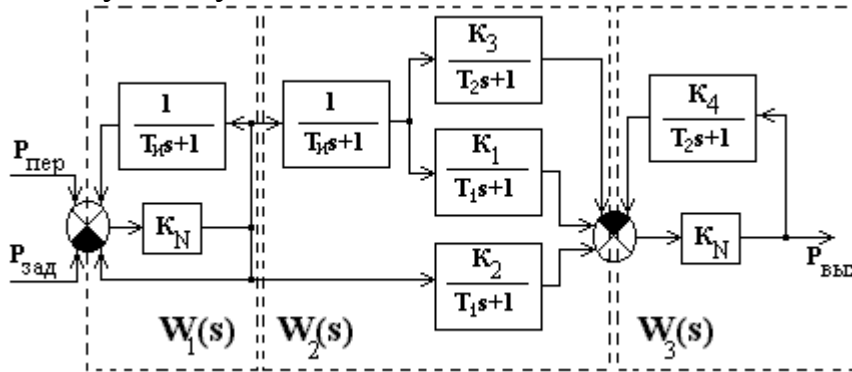 K3
T2s+1
1
TИs+1
1
TИs+1
K4
T2s+1
Pпер
K1
T1s+1
KN
KN
Pзад
K2
T1s+1
Pвых
W1(s)
W2(s)
W3(s)